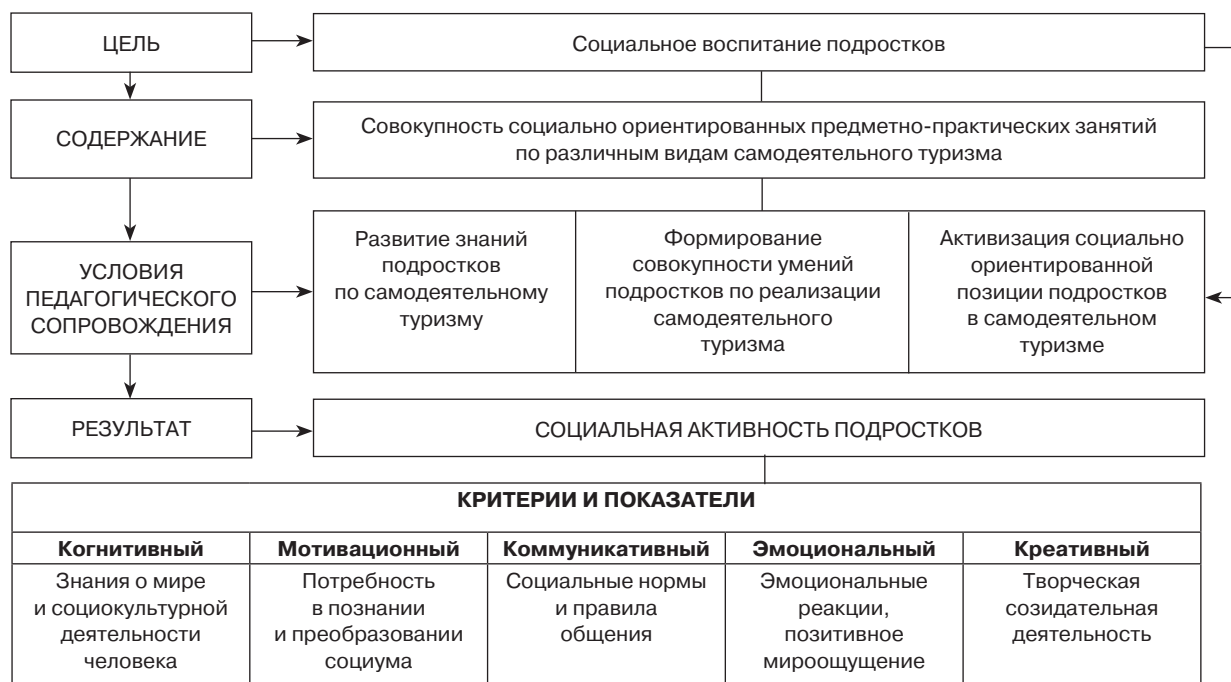 ЦЕЛЬ
Социальное воспитание подростков
СОДЕРЖАНИЕ
Совокупность социально ориентированных предметно-практических занятий
по различным видам самодеятельного туризма
УСЛОВИЯ
ПЕДАГОГИЧЕСКОГО
СОПРОВОЖДЕНИЯ
Развитие знаний
подростков
по самодеятельному
туризму
Формирование
совокупности умений
подростков по реализации
самодеятельного
туризма
Активизация социально
ориентированной
позиции подростков
в самодеятельном
туризме
РЕЗУЛЬТАТ
СОЦИАЛЬНАЯ АКТИВНОСТЬ ПОДРОСТКОВ
КРИТЕРИИ И ПОКАЗАТЕЛИ
Когнитивный
Мотивационный
Коммуникативный
Эмоциональный
Креативный
Знания о мире
и социокультурной
деятельности
человека
Потребность
в познании
и преобразовании
социума
Социальные нормы
и правила
общения
Эмоциональные
реакции,
позитивное
мироощущение
Творческая
созидательная
деятельность